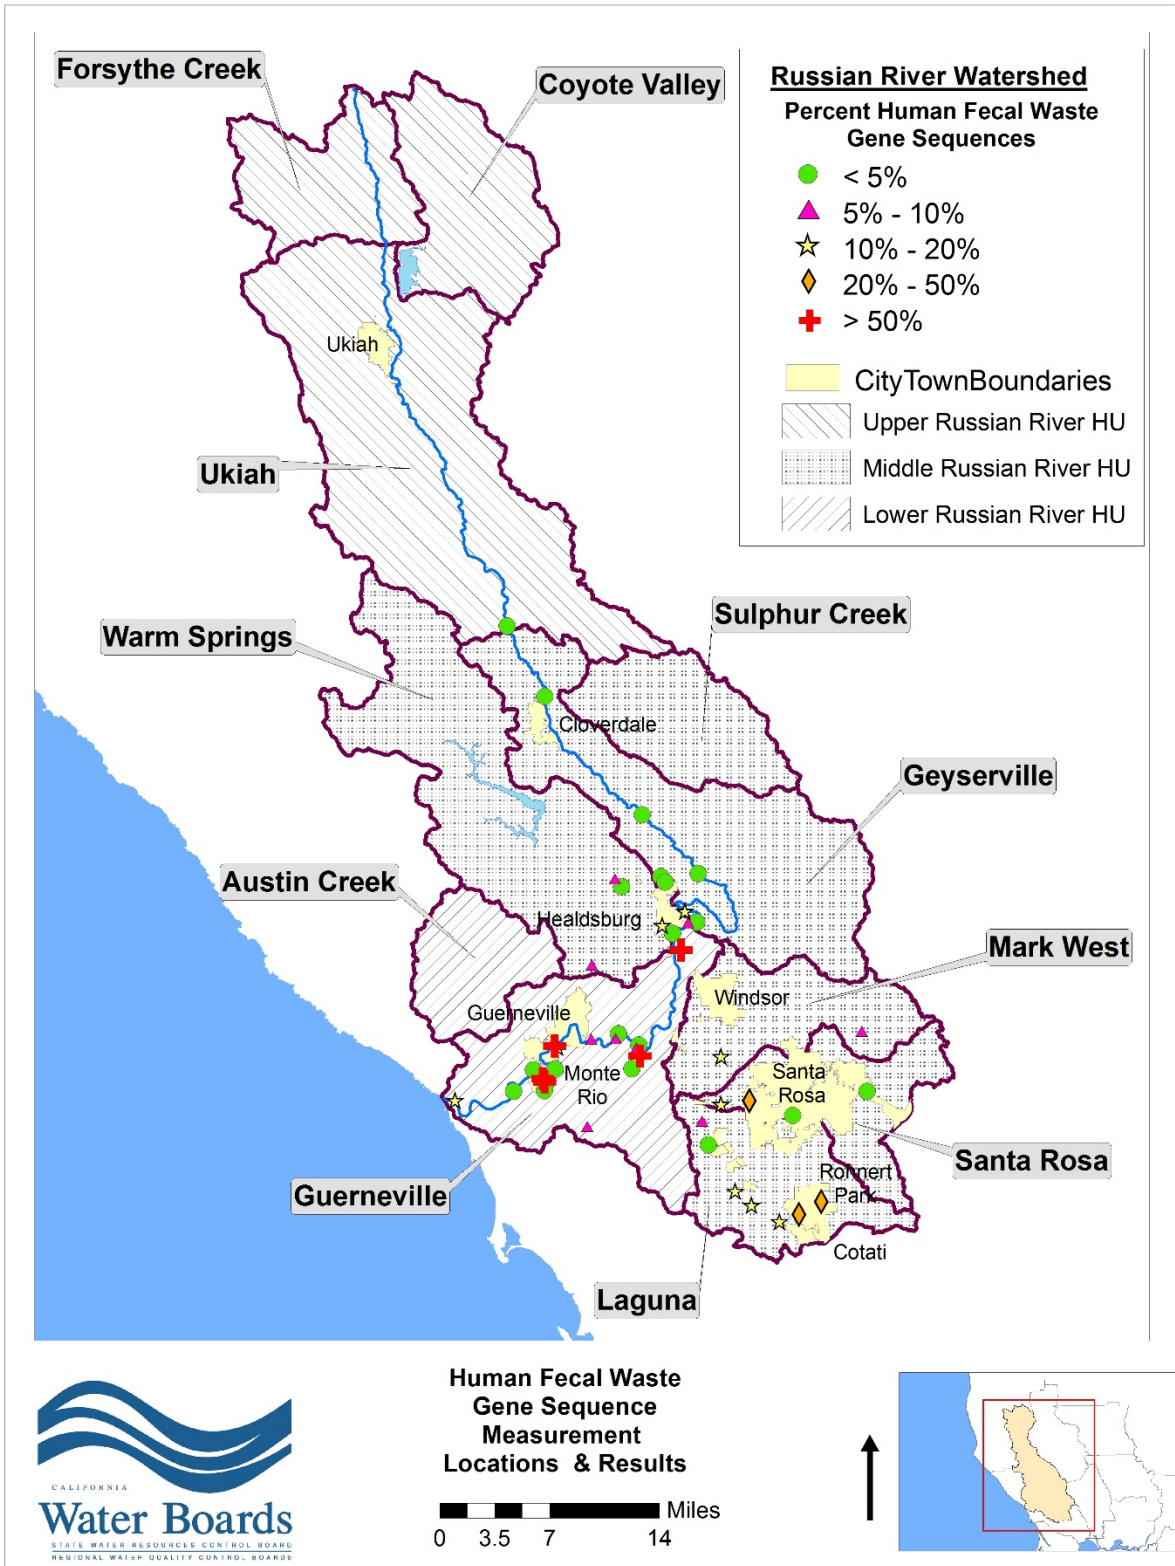 Forsythe Creek
Coyote Valley
Russian River Watershed
Percent Human Fecal Waste
Gene Sequences
< 5%
5% - 10%
10% - 20%
20% - 50%
> 50%
CityTownBoundaries
Upper Russian River HU
Middle Russian River HU
Lower Russian River HU
Ukiah
Ukiah
Sulphur Creek
Warm Springs
Cloverdale
Geyserville
Austin Creek
Healdsburg
Mark West
Windsor
Guerneville
Santa
Rosa
Monte
Rio
Santa Rosa
Rohnert
Park
Guerneville
Cotati
Laguna
Human Fecal Waste
Gene Sequence
Measurement
Locations & Results
Miles
0 3.5 7 14
CALIFORNIA
Water Boards
STATE WATER RESOURCES CONTROL BOARD
REGIONAL WATER QUALITY CONTROL BOARDS